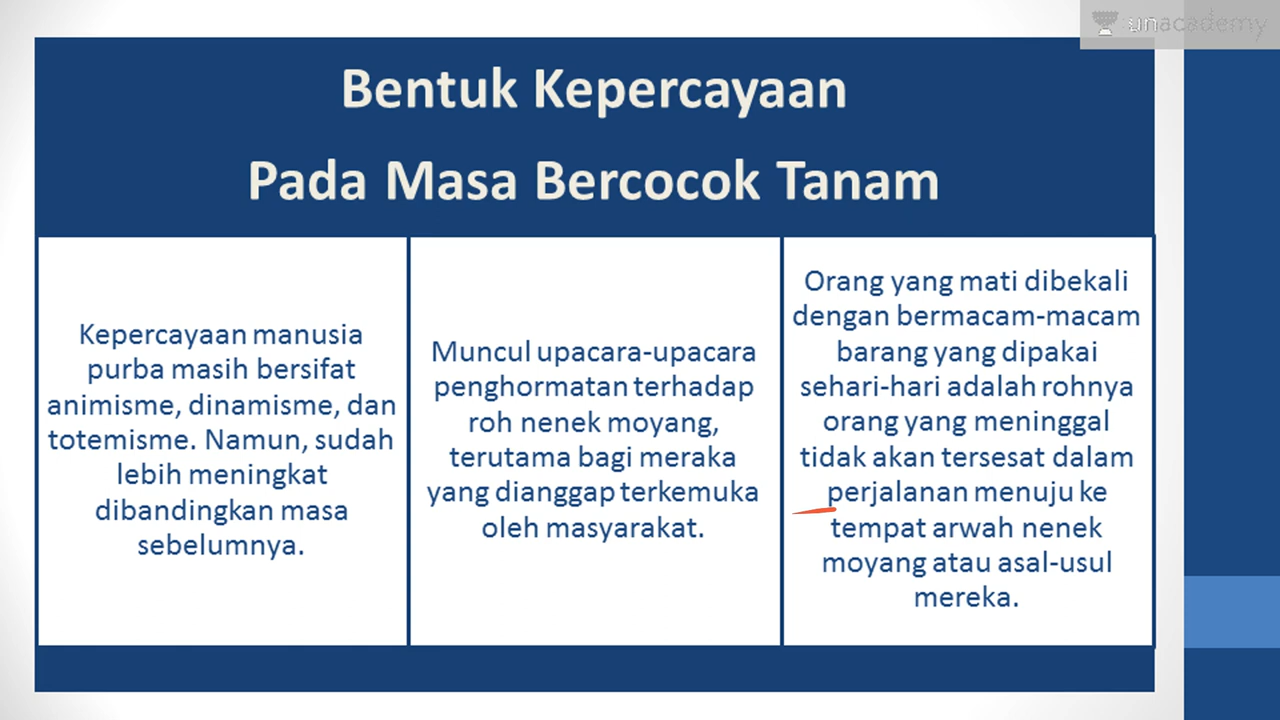 unacademy
Bentuk Kepercayaan
Pada Masa Bercocok Tanam
Kepercayaan manusia
purba masih bersifat
animisme, dinamisme, dan
totemisme. Namun, sudah
lebih meningkat
dibandingkan masa
sebelumnya.
Muncul upacara-upacara
penghormatan terhadap
roh nenek moyang,
terutama bagi meraka
yang dianggap terkemuka
oleh masyarakat.
Orang yang mati dibekali
dengan bermacam-macam
barang yang dipakai
sehari-hari adalah rohnya
orang yang meninggal
tidak akan tersesat dalam
perjalanan menuju ke
tempat arwah nenek
moyang atau asal-usul
mereka.